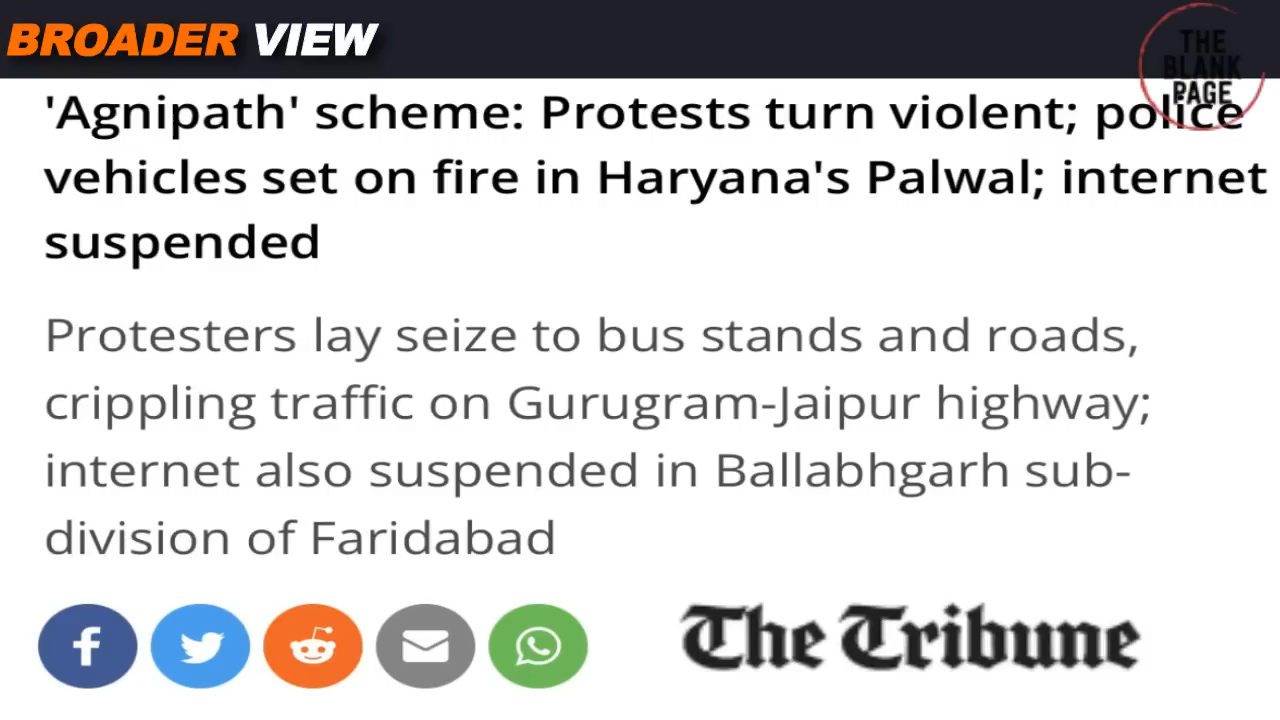 BROADER VIEW
THE
BLANK
PAGE
'Agnipath' scheme: Protests turn violent; police
vehicles set on fire in Haryana's Palwal; internet
suspended
Protesters lay seize to bus stands and roads,
crippling traffic on Gurugram-Jaipur highway;
internet also suspended in Ballabhgarh sub-
division of Faridabad
The Tribune